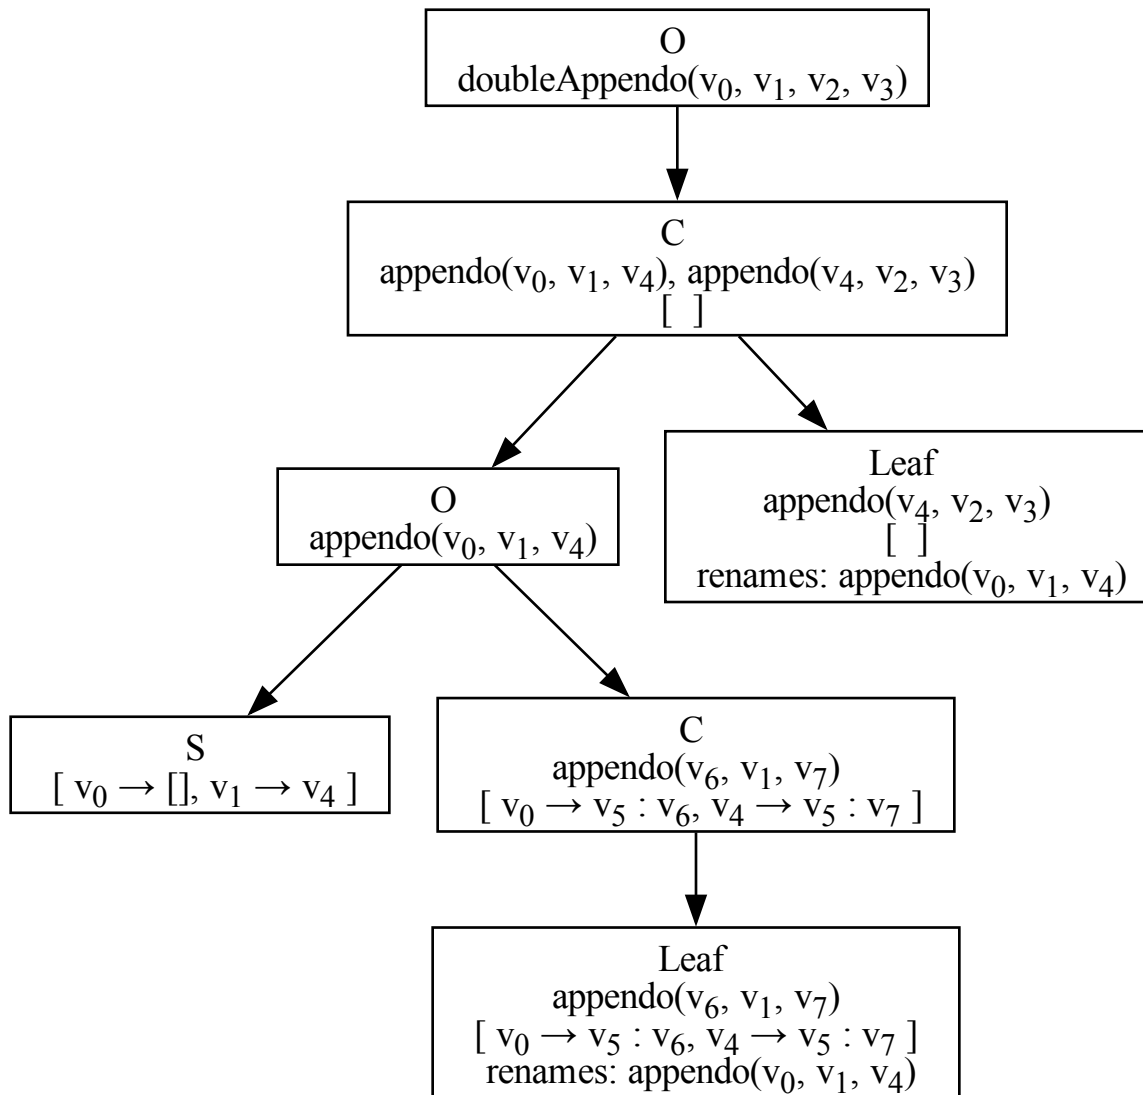 O
doubleAppendo(v₀, v₁, v₂, v₃)
C
appendo(v₀, v₁, v₄), appendo(v₄, v₂, v₃)
[ ]
O
appendo(v₀, v₁, v₄)
Leaf
appendo(v₄, v₂, v₃)
[ ]
renames: appendo(v₀, v₁, v₄)
S
[ v₀ → [], v₁ → v₄ ]
C
appendo(v₆, v₁, v₇)
[ v₀ → v₅ : v₆, v₄ → v₅ : v₇ ]
Leaf
appendo(v₆, v₁, v₇)
[ v₀ → v₅ : v₆, v₄ → v₅ : v₇ ]
renames: appendo(v₀, v₁, v₄)